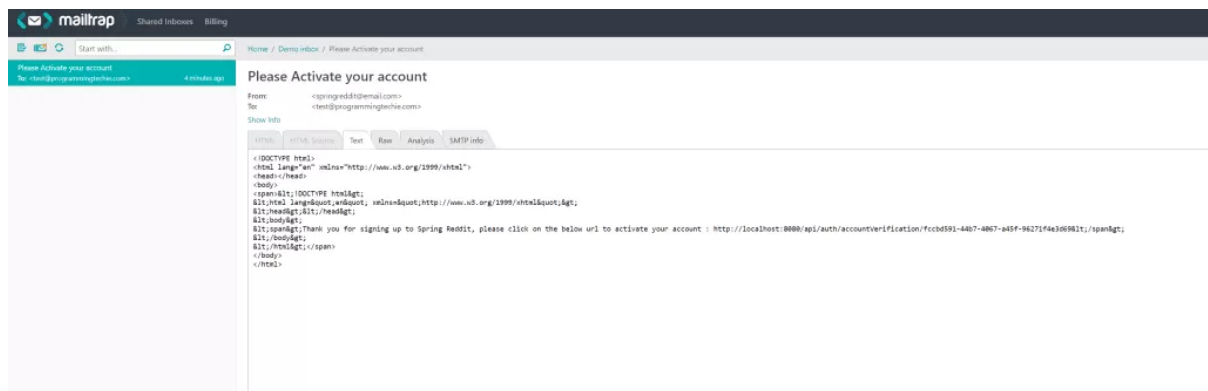 mailtrap Shared Inboxes Billing
Start with...
Home / Demo inbox / Please Activate your account
Please Activate your account
To: <test@programmingtechie.com> 4 minutes ago
Please Activate your account
From: <springreddit@email.com>
To: <test@programmingtechie.com>
Show Info
HTML HTML Source Text Raw Analysis SMTP info
<!DOCTYPE html>
<html lang="en" xmlns="http://www.w3.org/1999/xhtml">
<head></head>
<body>
<span>&lt;!DOCTYPE html&gt;
&lt;html lang=&quot;en&quot; xmlns=&quot;http://www.w3.org/1999/xhtml&quot;&gt;
&lt;head&gt;&lt;/head&gt;
&lt;body&gt;
&lt;span&gt;Thank you for signing up to Spring Reddit, please click on the below url to activate your account : http://localhost:8080/api/auth/accountVerification/fccbd591-44b7-4067-a45f-96271f4e3d69&lt;/span&gt;
&lt;/body&gt;
&lt;/html&gt;</span>
</body>
</html>